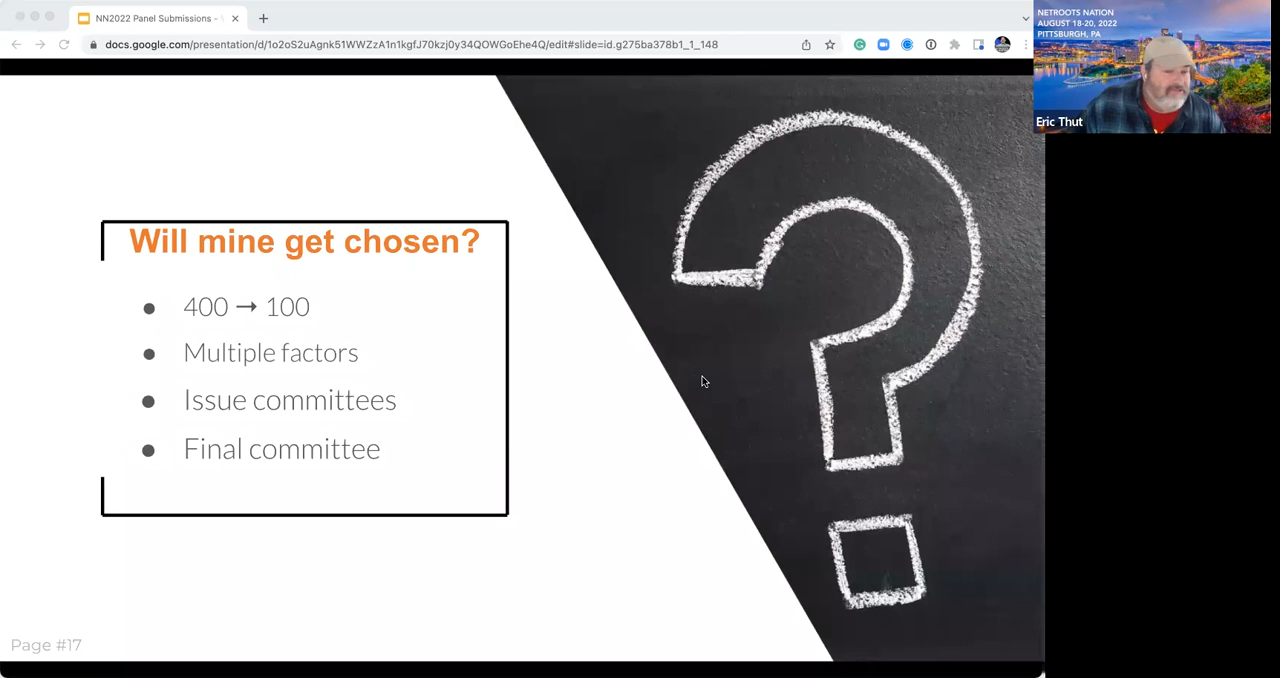 NN2022 Panel Submissions -
docs.google.com/presentation/d/1o2oS2uAgnk51WWZzA1n1kgfJ70kzj0y34QOWGoEhe4Q/edit#slide=id.g275ba378b1_1_148
NETROOTS NATION
AUGUST 18-20, 2022
PITTSBURGH, PA
Eric Thut
Will mine get chosen?
● 400 → 100
● Multiple factors
● Issue committees
● Final committee
Page #17